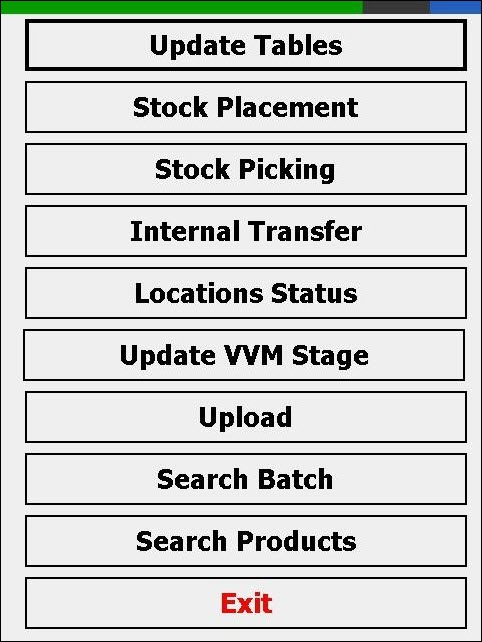 Update Tables
Stock Placement
Stock Picking
Internal Transfer
Locations Status
Update VVM Stage
Upload
Search Batch
Search Products
Exit